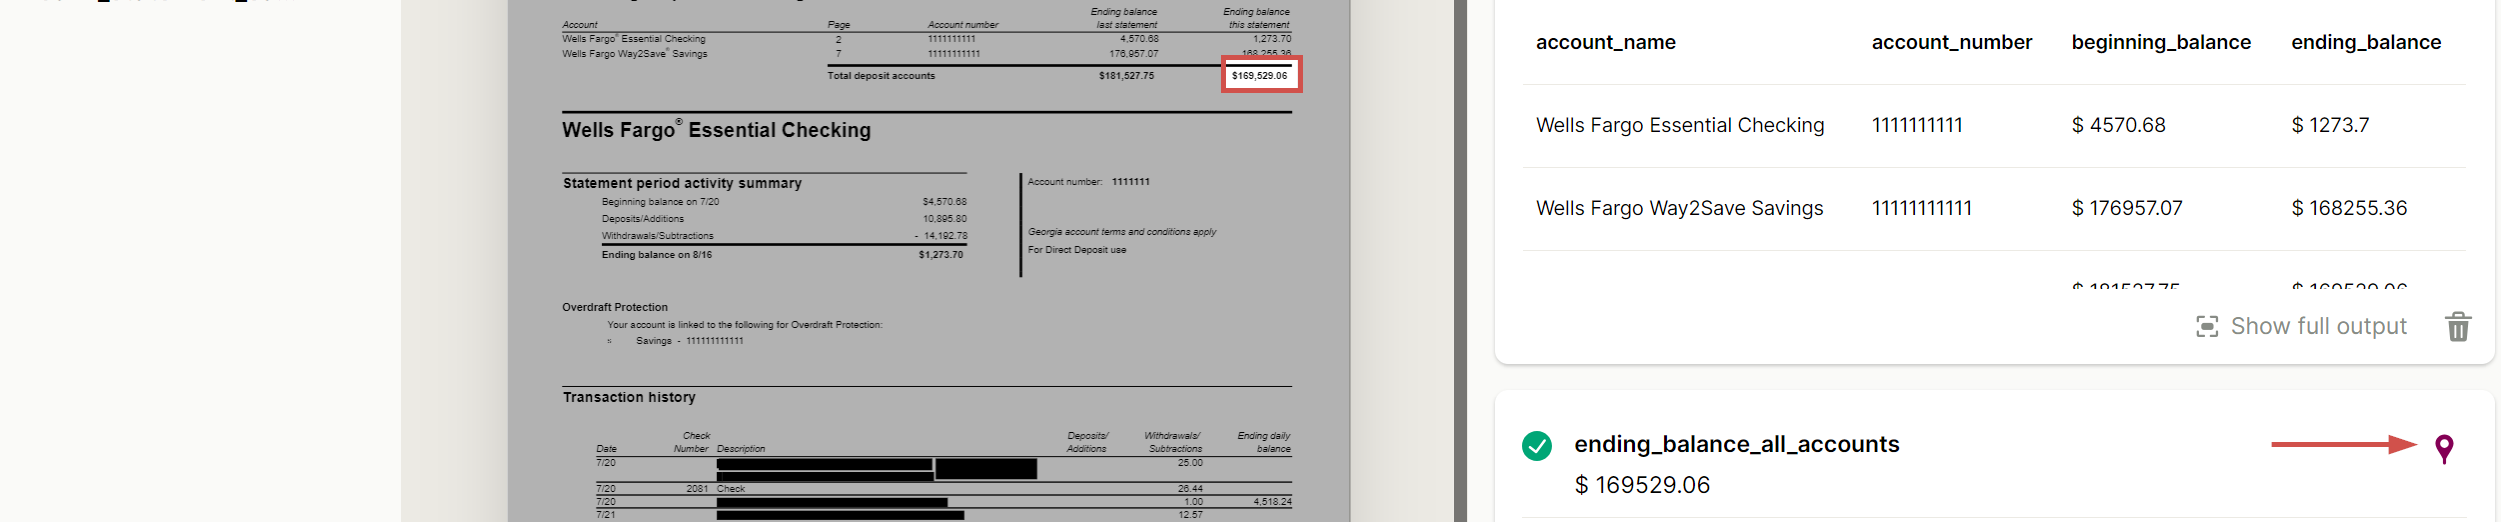 Ending balance Ending balance
Account Page Account number last statement this statement
Wells Fargo® Essential Checking 2 1111111111 4,570.68 1,273.70
Wells Fargo Way2Save® Savings 7 11111111111 176,957.07 168,255.36
Total deposit accounts $181,527.75 $169,529.06
Wells Fargo® Essential Checking
Statement period activity summary
Beginning balance on 7/20 $4,570.68
Deposits/Additions 10,895.80
Withdrawals/Subtractions - 14,192.78
Ending balance on 8/16 $1,273.70
Account number: 1111111
Georgia account terms and conditions apply
For Direct Deposit use
Overdraft Protection
Your account is linked to the following for Overdraft Protection:
s Savings - 111111111111
Transaction history
Check Deposits/ Withdrawals/ Ending daily
Date Number Description Additions Subtractions balance
7/20 25.00
7/20 2081 Check 26.44
7/20 1.00 4,518.24
7/21 12.57
account_name account_number beginning_balance ending_balance
Wells Fargo Essential Checking 1111111111 $ 4570.68 $ 1273.7
Wells Fargo Way2Save Savings 11111111111 $ 176957.07 $ 168255.36
$ 181527.75 $ 169529.06
Show full output
ending_balance_all_accounts
$ 169529.06